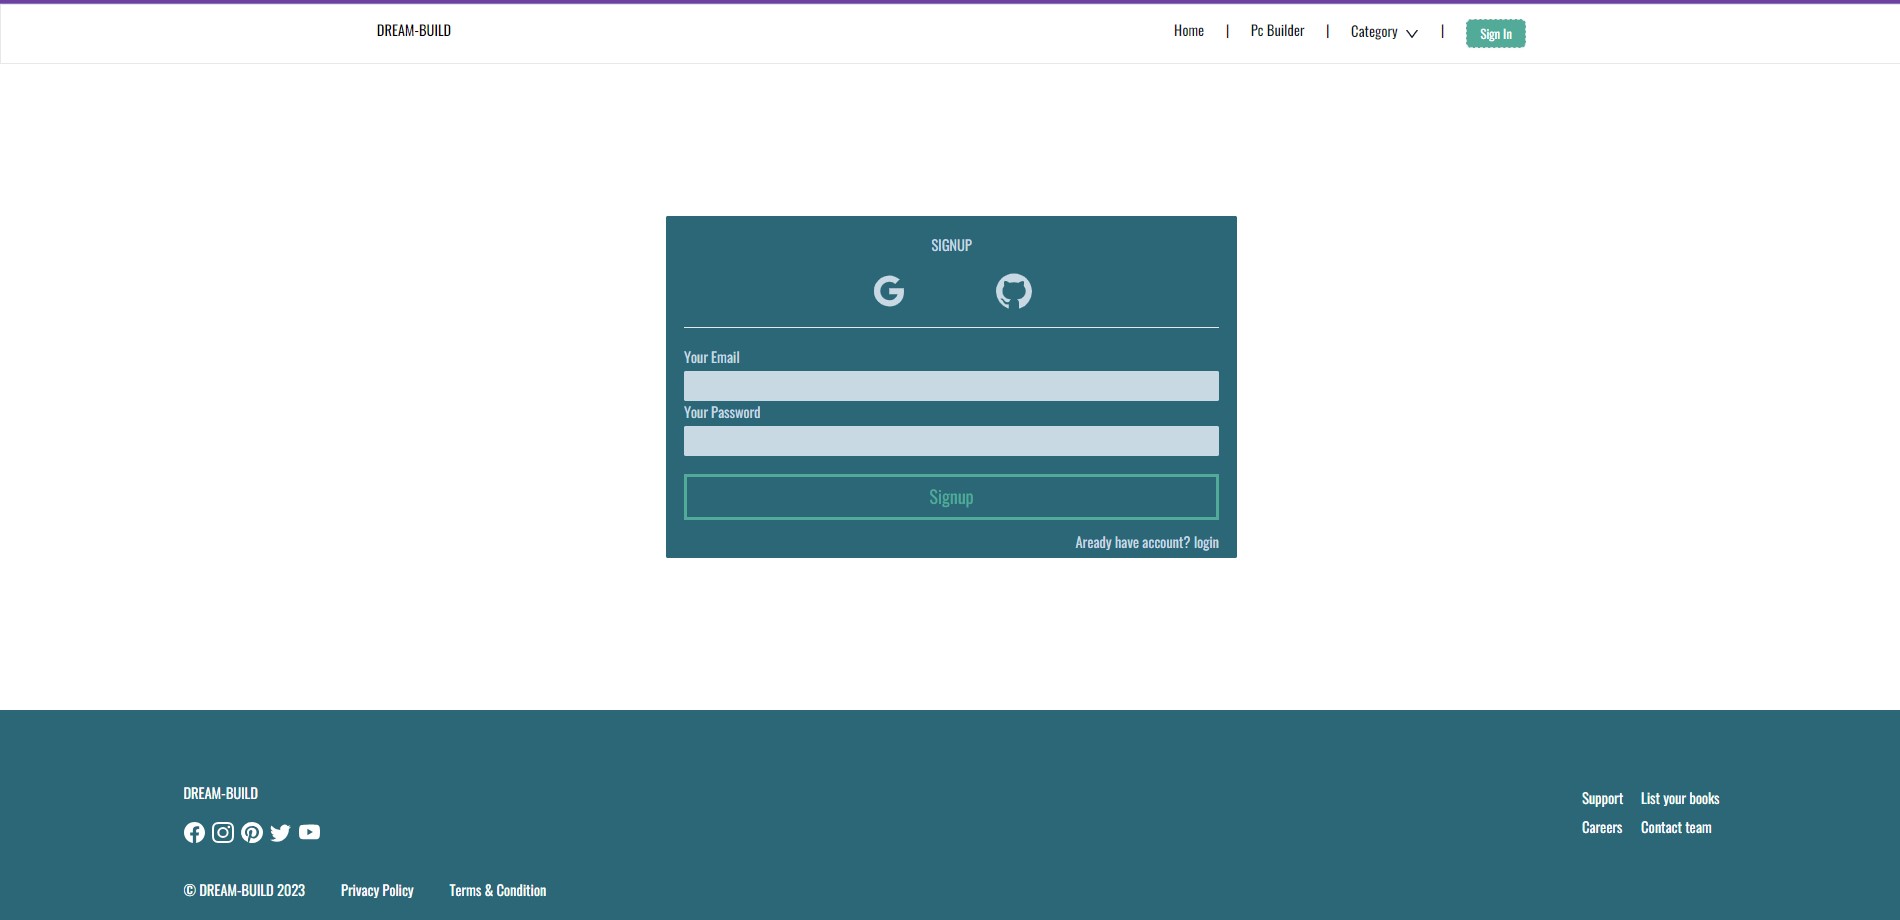 DREAM-BUILD
Home | Pc Builder | Category | Sign In
SIGNUP
Your Email
Your Password
Signup
Aready have account? login
DREAM-BUILD
Support List your books
Careers Contact team
© DREAM-BUILD 2023 Privacy Policy Terms & Condition